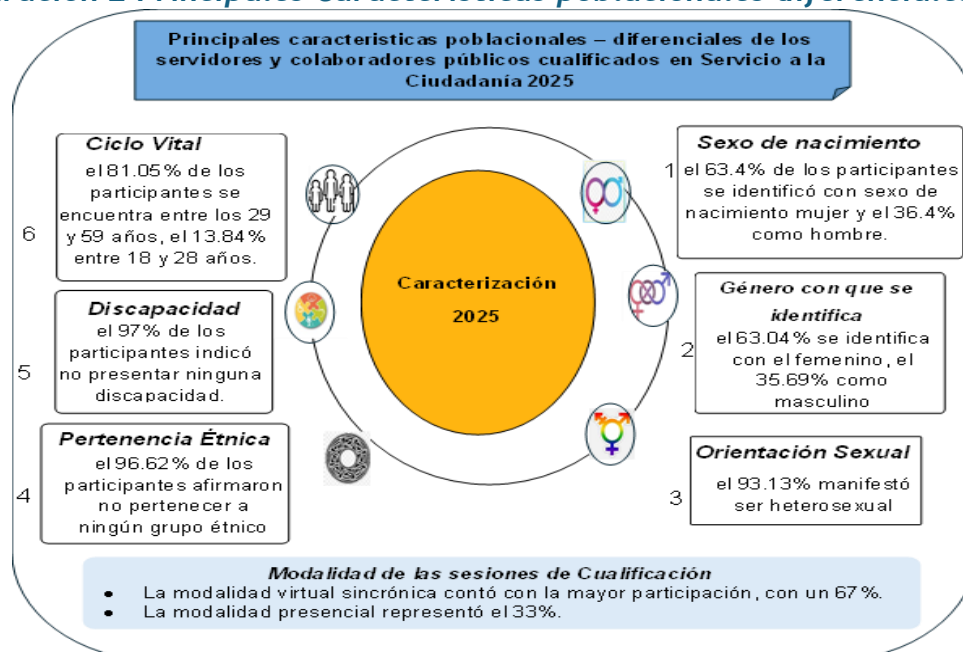 Principales características poblacionales diferenciales
Principales caracteristicas poblacionales – diferenciales de los
servidores y colaboradores públicos cualificados en Servicio a la
Ciudadanía 2025
Sexo de nacimiento
1
el 63.4% de los participantes
se identificó con sexo de
nacimiento mujer y el 36.4%
como hombre.
Género con que se
identifica
2
el 63.04% se identifica
con el femenino, el
35.69% como
masculino
Orientación Sexual
3
el 93.13% manifestó
ser heterosexual
Pertenencia Étnica
4
el 96.62% de los
participantes afirmaron
no pertenecer a
ningún grupo étnico
Discapacidad
5
el 97% de los
participantes indicó
no presentar ninguna
discapacidad.
Ciclo Vital
6
el 81.05% de los
participantes se
encuentra entre los 29
y 59 años, el 13.84%
entre 18 y 28 años.
Caracterización
2025
Modalidad de las sesiones de Cualificación
• La modalidad virtual sincrónica contó con la mayor participación, con un 67%.
• La modalidad presencial representó el 33%.